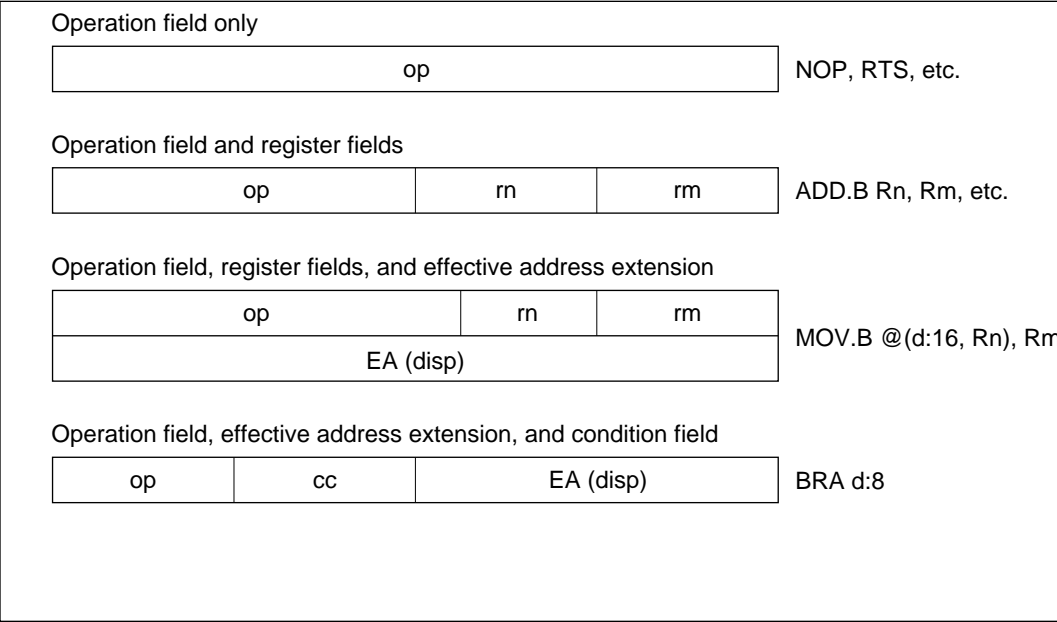 Operation field only
op
NOP, RTS, etc.
Operation field and register fields
op rn rm
ADD.B Rn, Rm, etc.
Operation field, register fields, and effective address extension
op rn rm
MOV.B @(d:16, Rn), Rm
EA (disp)
Operation field, effective address extension, and condition field
op cc EA (disp)
BRA d:8